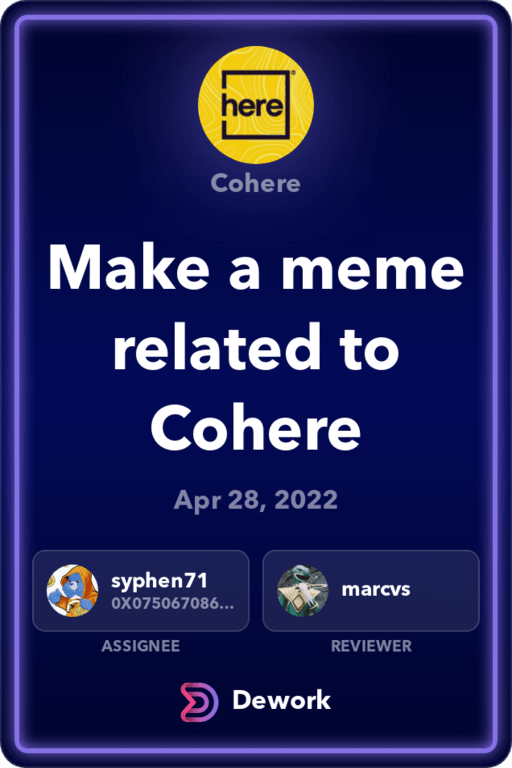 here
Cohere
Make a meme
related to
Cohere
Apr 28, 2022
syphen71
0X075067086...
marcvs
ASSIGNEE
REVIEWER
Dework